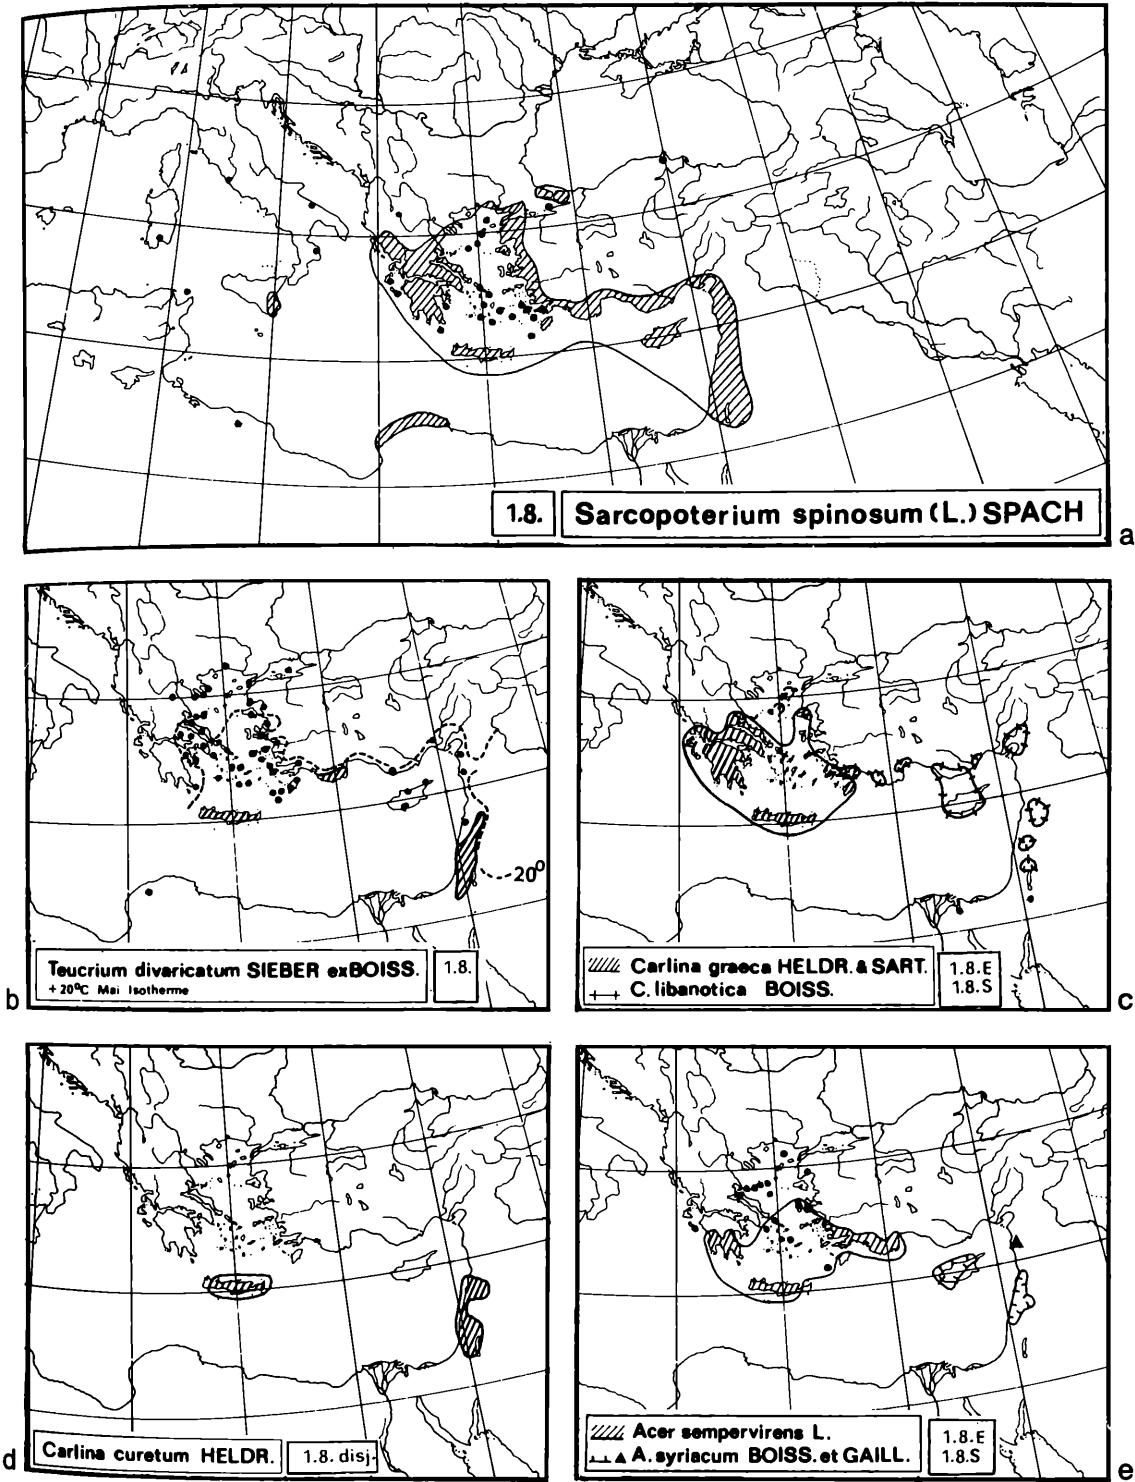 1.8.
Sarcopoterium spinosum (L.) SPACH
a
20°
Teucrium divaricatum SIEBER exBOISS.
+ 20°C Mai Isotherme
1.8.
b
Carlina graeca HELDR. & SART.
C. libanotica BOISS.
1.8.E
1.8.S
c
Carlina curetum HELDR.
1.8. disj.
d
Acer sempervirens L.
A. syriacum BOISS. et GAILL.
1.8.E
1.8.S
e